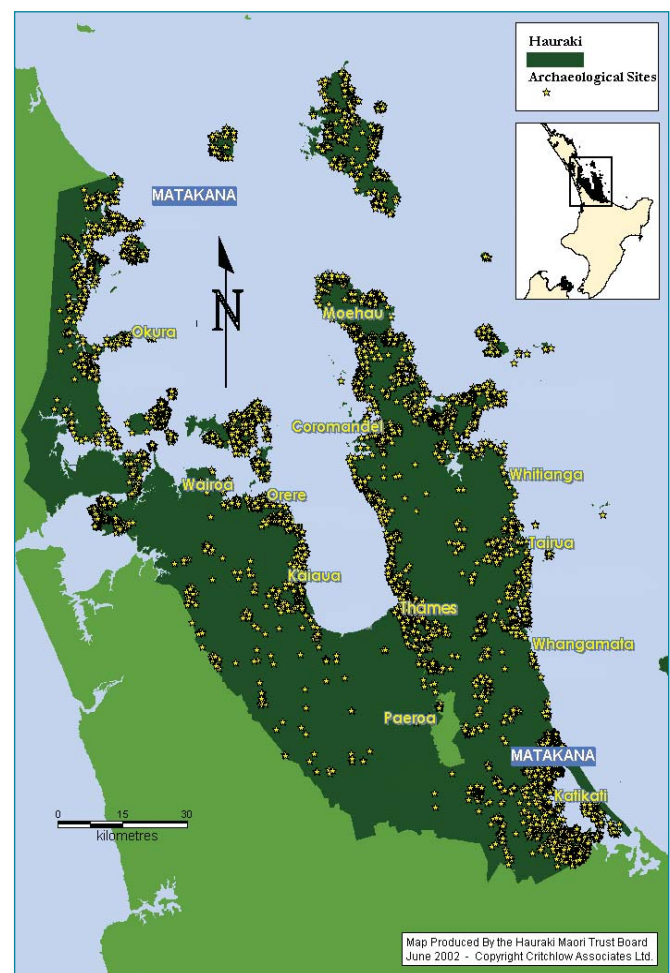 Hauraki
Archaeological Sites
MATAKANA
N
Moehau
Okura
Coromandel
Whitianga
Wairoa
Orere
Tairua
Kaiaua
Thames
Whangamata
Paeroa
MATAKANA
Katikati
0 15 30
kilometres
Map Produced By the Hauraki Maori Trust Board
June 2002 - Copyright Critchlow Associates Ltd.